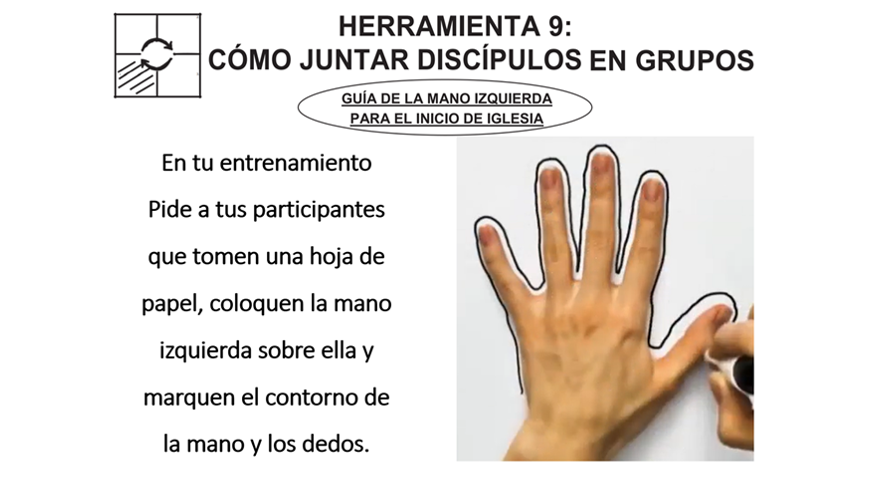 HERRAMIENTA 9:
CÓMO JUNTAR DISCÍPULOS EN GRUPOS
GUÍA DE LA MANO IZQUIERDA
PARA EL INICIO DE IGLESIA
En tu entrenamiento
Pide a tus participantes
que tomen una hoja de
papel, coloquen la mano
izquierda sobre ella y
marquen el contorno de
la mano y los dedos.